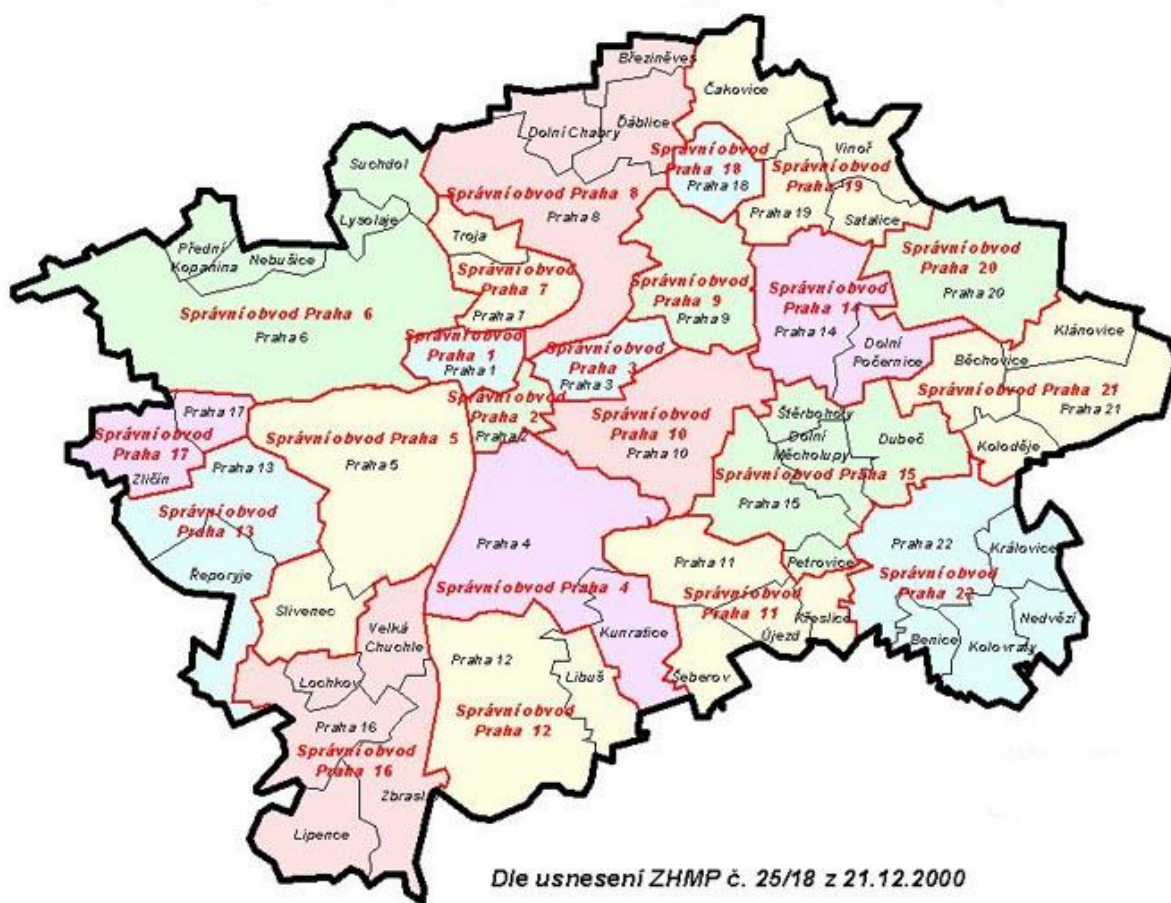 Březiněves
Čakovice
Dolní Chabry
Ďáblice
Vinoř
Suchdol
Správní obvod
Praha 18
Praha 18
Správní obvod
Praha 19
Správní obvod Praha 8
Praha 8
Praha 19
Satalice
Lysolaje
Troja
Přední
Kopanina
Nebušice
Správní obvod
Praha 20
Praha 20
Správní obvod
Praha 7
Praha 7
Správní obvod
Praha 9
Praha 9
Správní obvod
Praha 14
Praha 14
Správní obvod Praha 6
Praha 6
Klánovice
Správní obvod
Praha 1
Praha 1
Správní obvod
Praha 3
Praha 3
Dolní
Počernice
Běchovice
Správní obvod Praha 21
Praha 21
Praha 17
Správní obvod
Praha 17
Zličín
Správní obvod Praha 5
Praha 5
Správní obvod
Praha 2
Praha 2
Správní obvod
Praha 10
Praha 10
Štěrboholy
Dolní
Měcholupy
Dubeč
Koloděje
Správní obvod Praha 15
Praha 15
Praha 13
Správní obvod
Praha 13
Řeporyje
Praha 4
Správní obvod Praha 4
Praha 11
Správní obvod
Praha 11
Petrovice
Praha 22
Správní obvod
Praha 22
Královice
Nedvězí
Benice
Kolovraty
Křeslice
Újezd
Šeberov
Kunratice
Slivenec
Velká
Chuchle
Lochkov
Praha 12
Libuš
Správní obvod
Praha 12
Praha 16
Správní obvod
Praha 16
Zbraslav
Lipence
Dle usnesení ZHMP č. 25/18 z 21.12.2000